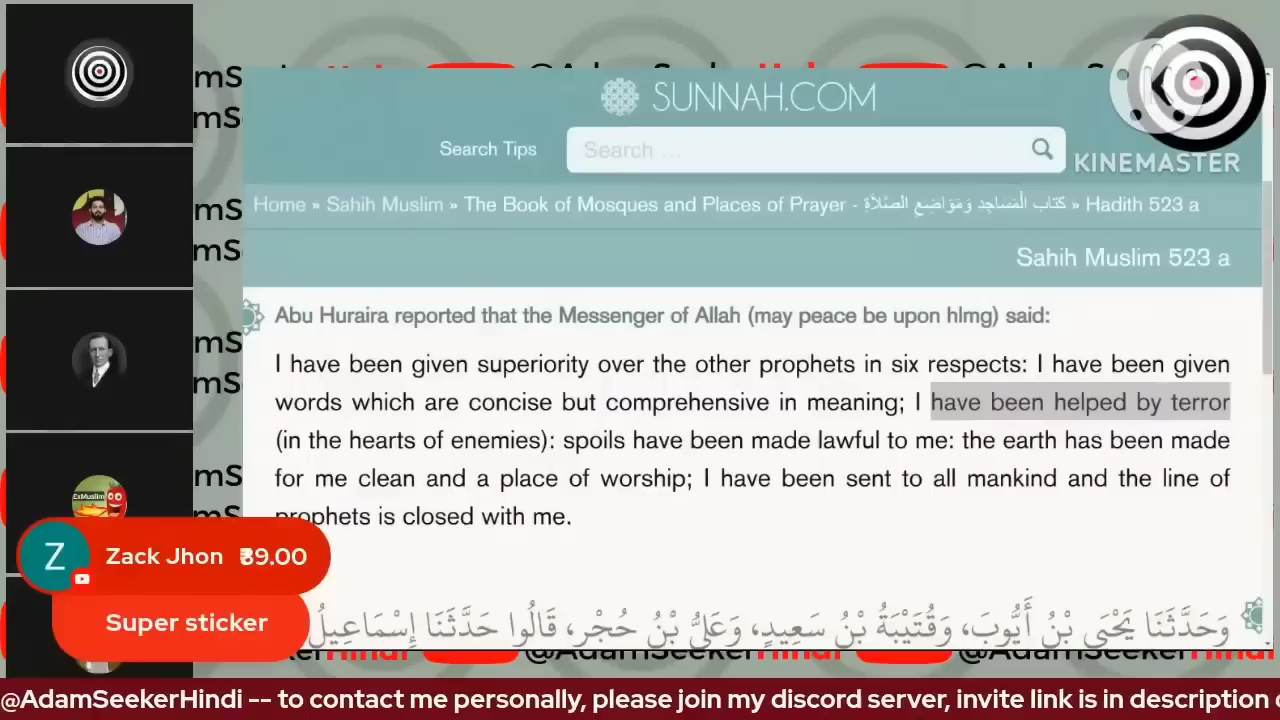 SUNNAH.COM
Search Tips
Search ...
KINEMASTER
Home » Sahih Muslim » The Book of Mosques and Places of Prayer - كتاب الْمَسَاجِدِ وَمَوَاضِعِ الصَّلاَةِ » Hadith 523 a
Sahih Muslim 523 a
Abu Huraira reported that the Messenger of Allah (may peace be upon hlmg) said:
I have been given superiority over the other prophets in six respects: I have been given
words which are concise but comprehensive in meaning; I have been helped by terror
(in the hearts of enemies): spoils have been made lawful to me: the earth has been made
for me clean and a place of worship; I have been sent to all mankind and the line of
prophets is closed with me.
ExMuslim
Z
Zack Jhon ₹39.00
Super sticker
وَحَدَّثَنَا يَحْيَى بْنُ أَيُّوبَ، وَقُتَيْبَةُ بْنُ سَعِيدٍ، وَعَلِيُّ بْنُ حُجْرٍ، قَالُوا حَدَّثَنَا إِسْمَاعِيلُ
@AdamSeekerHindi -- to contact me personally, please join my discord server, invite link is in description